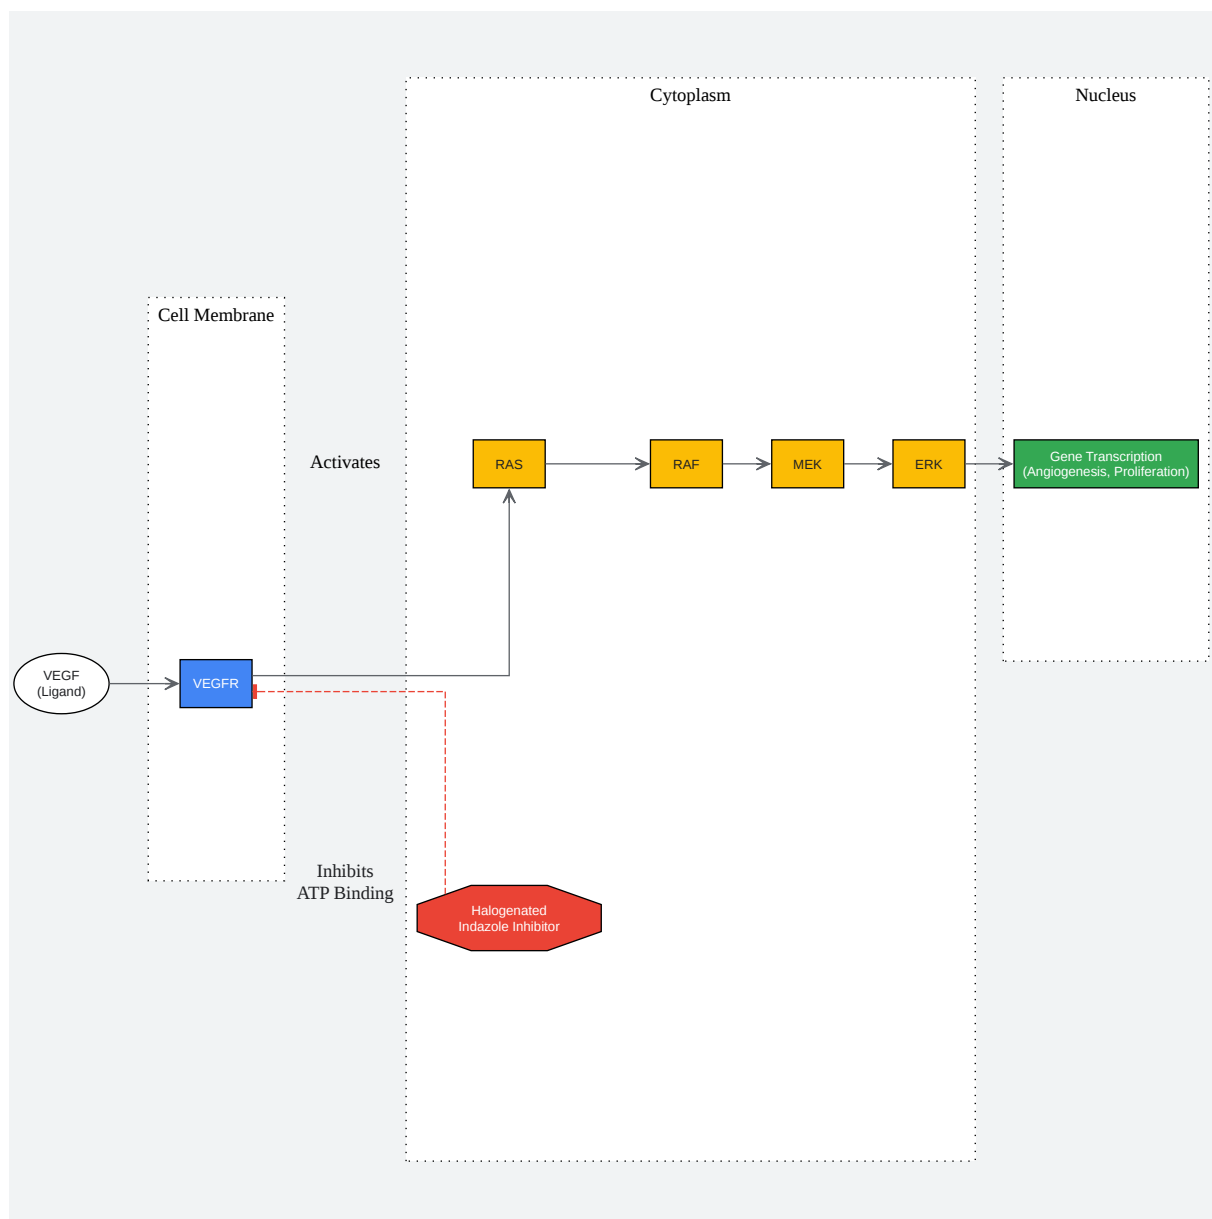 Cytoplasm
Nucleus
Cell Membrane
Activates
RAS
RAF
MEK
ERK
Gene Transcription
(Angiogenesis, Proliferation)
VEGF
(Ligand)
VEGFR
Inhibits
ATP Binding
Halogenated
Indazole Inhibitor